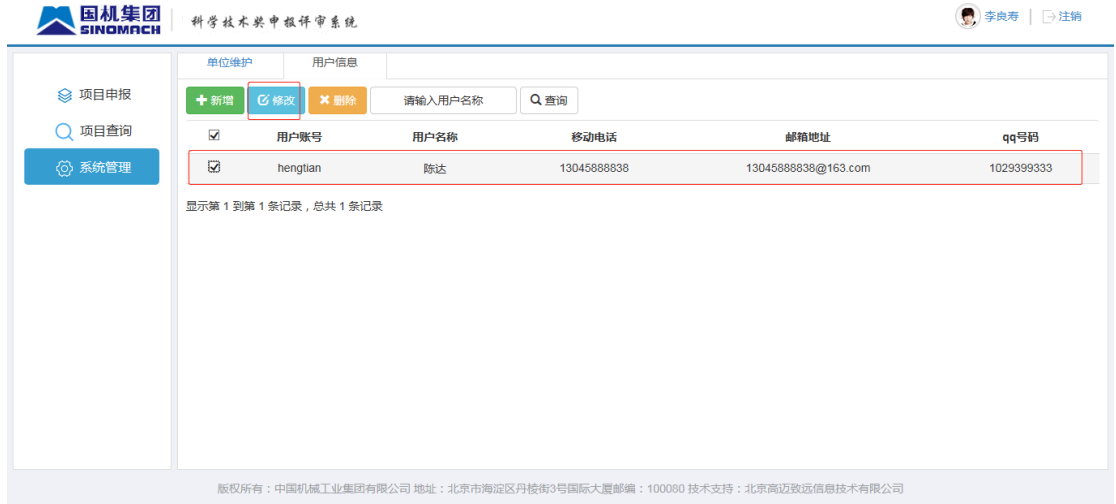 国机集团
SINOMACH
科学技术奖申报评审系统
李良寿 注销
单位维护 用户信息
项目申报
项目查询
系统管理
新增 修改 删除 请输入用户名称 查询
用户账号 用户名称 移动电话 邮箱地址 qq号码
hengtian 陈达 13045888838 13045888838@163.com 1029399333
显示第 1 到第 1 条记录，总共 1 条记录
版权所有：中国机械工业集团有限公司 地址：北京市海淀区丹棱街3号国际大厦邮编：100080 技术支持：北京高迈致远信息技术有限公司